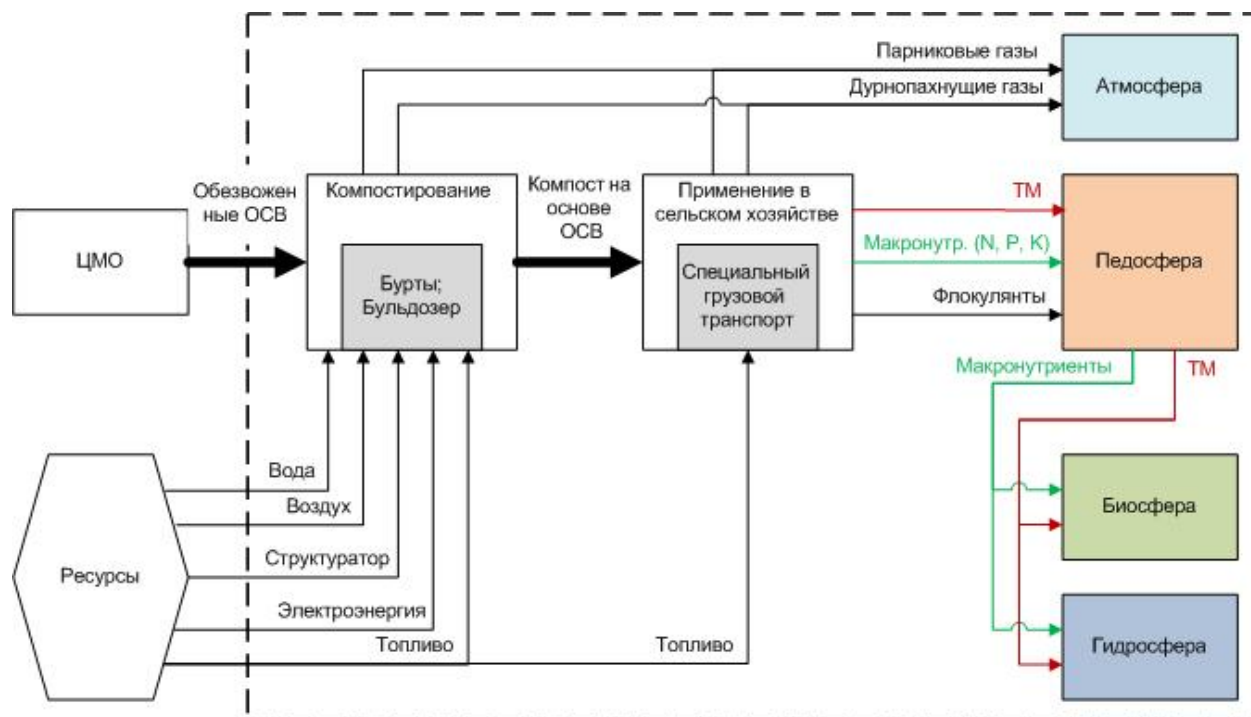 Парниковые газы
Атмосфера
Дурнопахнущие газы
Обезвожен
ные ОСВ
Компостирование
Компост на
основе
ОСВ
Применение в
сельском хозяйстве
ТМ
ЦМО
Бурты;
Бульдозер
Специальный
грузовой
транспорт
Макронутр. (N, P, K)
Педосфера
Флокулянты
Макронутриенты
ТМ
Вода
Воздух
Структуратор
Ресурсы
Электроэнергия
Топливо
Топливо
Биосфера
Гидросфера